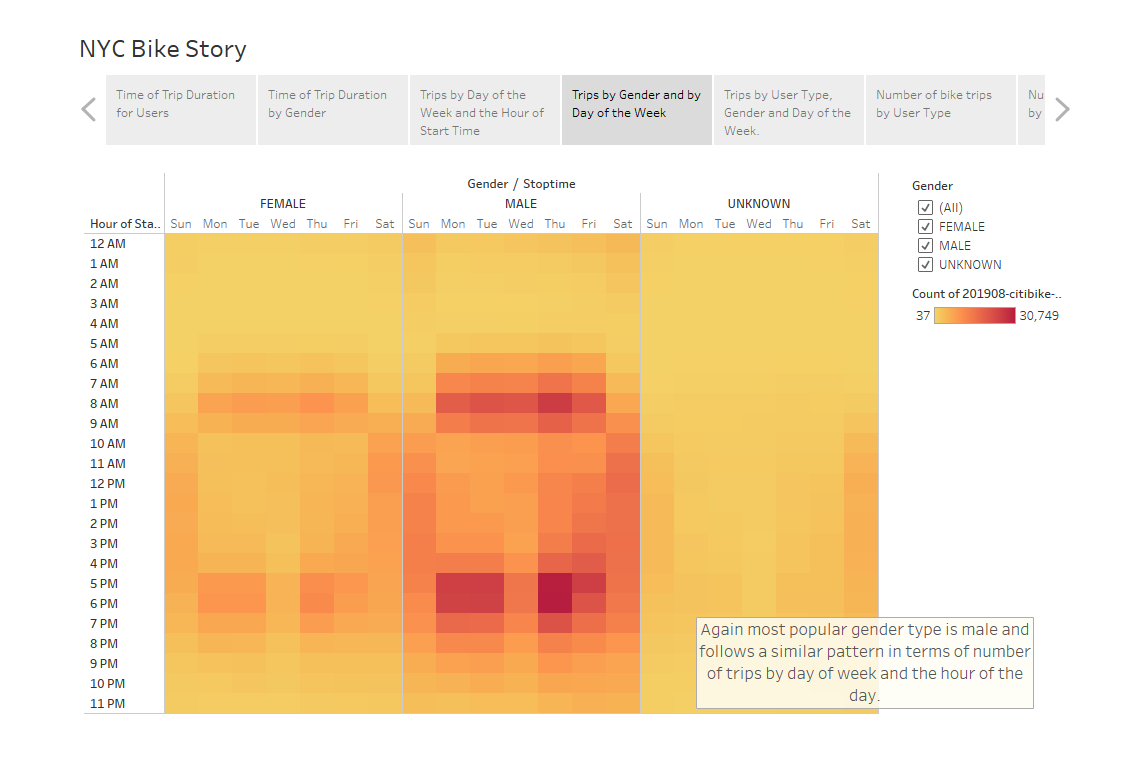 NYC Bike Story
Time of Trip Duration
for Users
Time of Trip Duration
by Gender
Trips by Day of the
Week and the Hour of
Start Time
Trips by Gender and by
Day of the Week
Trips by User Type,
Gender and Day of the
Week.
Number of bike trips
by User Type
Nu
by
Gender / Stoptime
FEMALE MALE UNKNOWN
Hour of Sta.. Sun Mon Tue Wed Thu Fri Sat Sun Mon Tue Wed Thu Fri Sat Sun Mon Tue Wed Thu Fri Sat
12 AM
1 AM
2 AM
3 AM
4 AM
5 AM
6 AM
7 AM
8 AM
9 AM
10 AM
11 AM
12 PM
1 PM
2 PM
3 PM
4 PM
5 PM
6 PM
7 PM
8 PM
9 PM
10 PM
11 PM
Gender
(All)
FEMALE
MALE
UNKNOWN
Count of 201908-citibike-..
37 30,749
Again most popular gender type is male and
follows a similar pattern in terms of number
of trips by day of week and the hour of the
day.